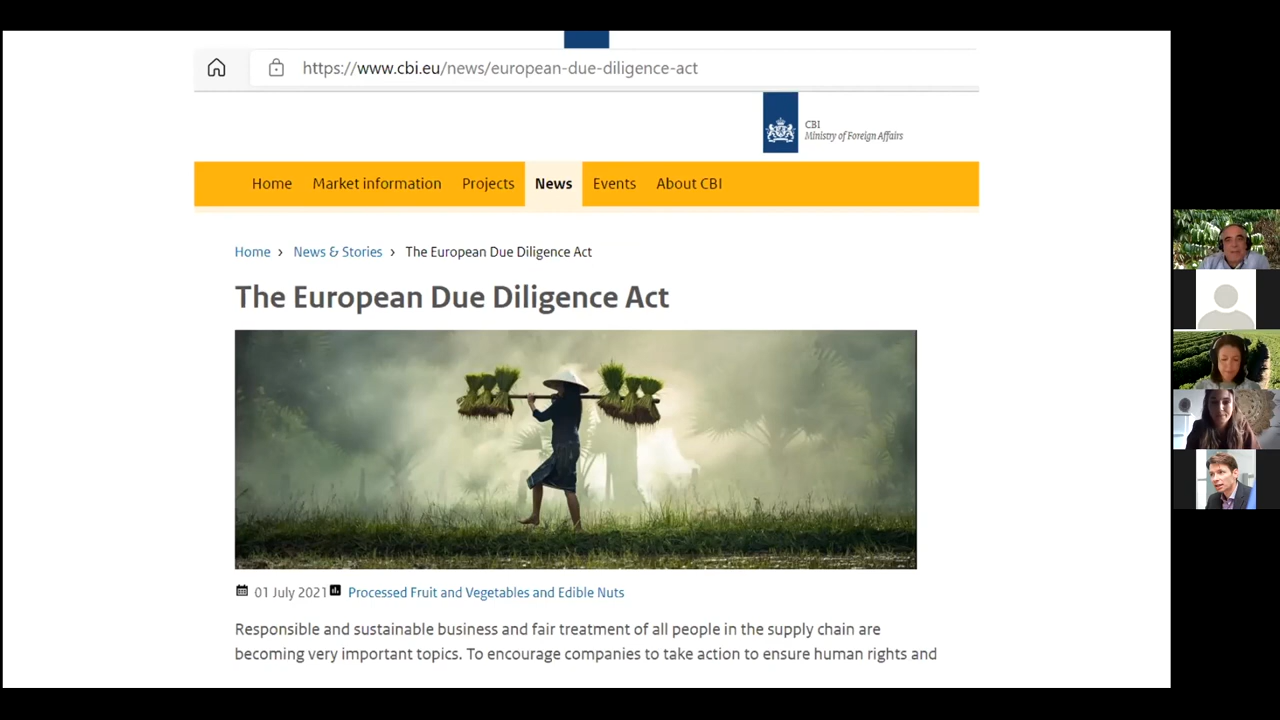 https://www.cbi.eu/news/european-due-diligence-act
CBI
Ministry of Foreign Affairs
Home Market information Projects News Events About CBI
Home › News & Stories › The European Due Diligence Act
The European Due Diligence Act
01 July 2021 Processed Fruit and Vegetables and Edible Nuts
Responsible and sustainable business and fair treatment of all people in the supply chain are
becoming very important topics. To encourage companies to take action to ensure human rights and